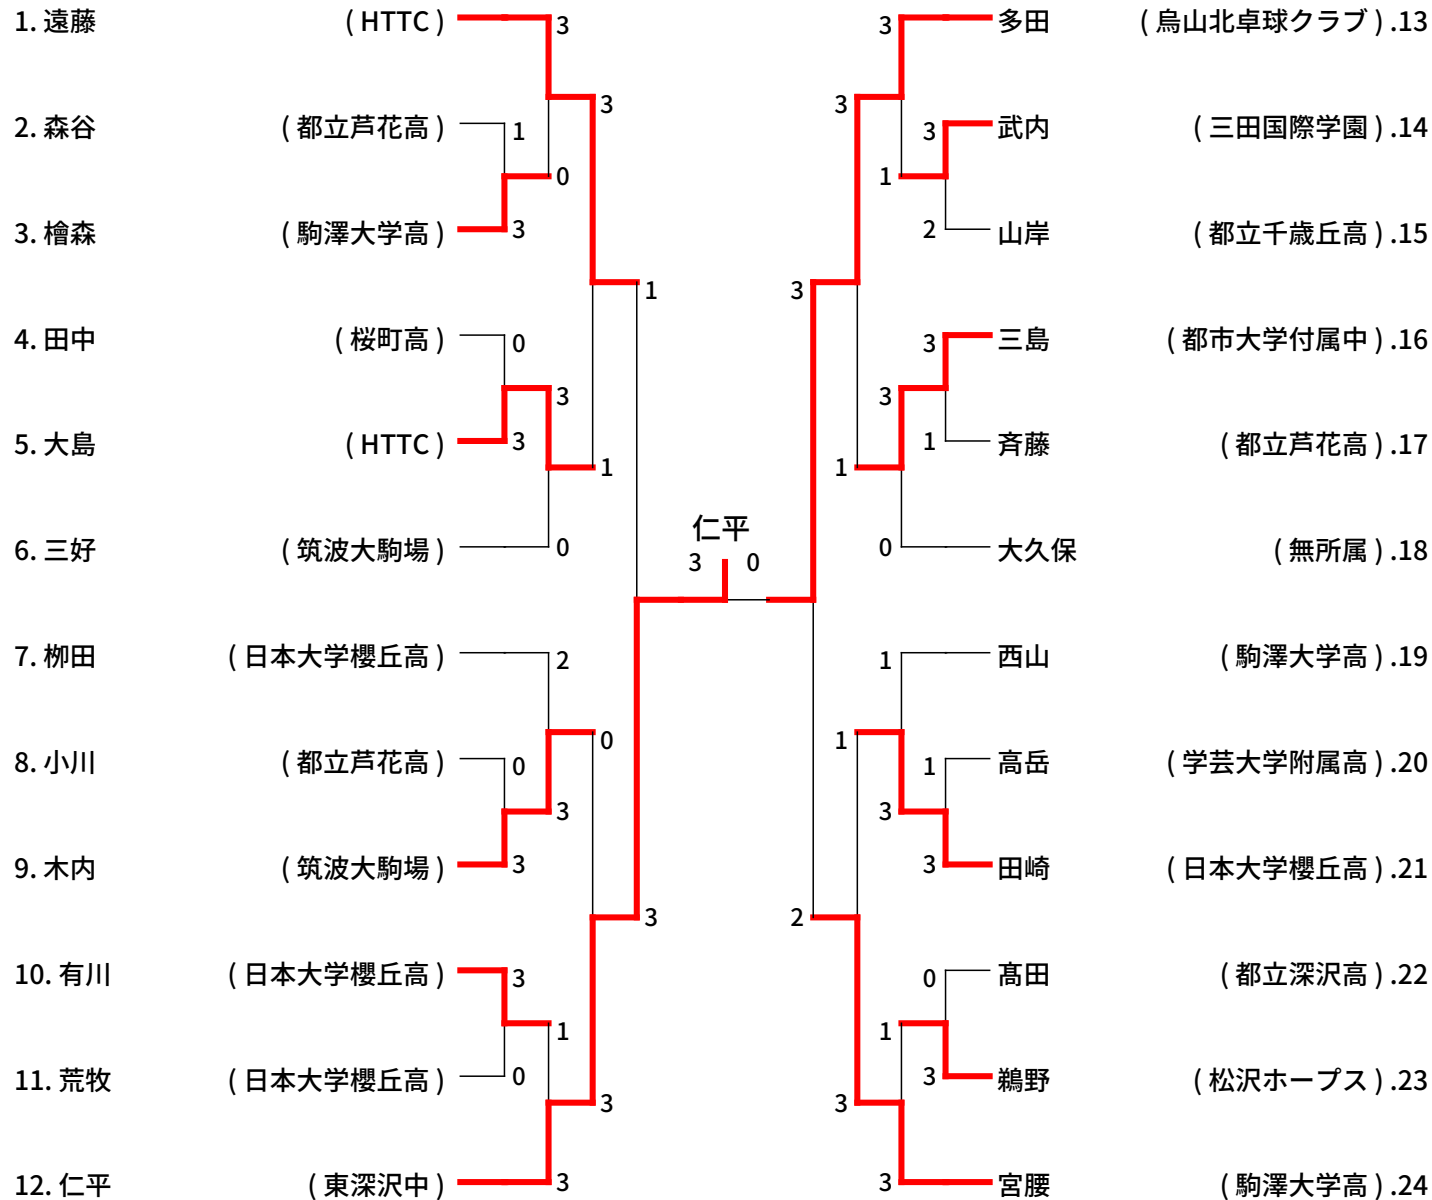 1. 遠藤 ( HTTC ) 3 3 多田 ( 烏山北卓球クラブ ) .13
3 3
2. 森谷 ( 都立芦花高 ) 1 3 武内 ( 三田国際学園 ) .14
0 1
3. 檜森 ( 駒澤大学高 ) 3 2 山岸 ( 都立千歳丘高 ) .15
1 3
4. 田中 ( 桜町高 ) 0 3 三島 ( 都市大学付属中 ) .16
3 3
5. 大島 ( HTTC ) 3 1 斉藤 ( 都立芦花高 ) .17
1 1
仁平
6. 三好 ( 筑波大駒場 ) 0 0 大久保 ( 無所属 ) .18
3 0
7. 栁田 ( 日本大学櫻丘高 ) 2 1 西山 ( 駒澤大学高 ) .19
0 1
8. 小川 ( 都立芦花高 ) 0 1 高岳 ( 学芸大学附属高 ) .20
3 3
9. 木内 ( 筑波大駒場 ) 3 3 田崎 ( 日本大学櫻丘高 ) .21
3 2
10. 有川 ( 日本大学櫻丘高 ) 3 0 髙田 ( 都立深沢高 ) .22
1 1
11. 荒牧 ( 日本大学櫻丘高 ) 0 3 鵜野 ( 松沢ホープス ) .23
3 3
12. 仁平 ( 東深沢中 ) 3 3 宮腰 ( 駒澤大学高 ) .24